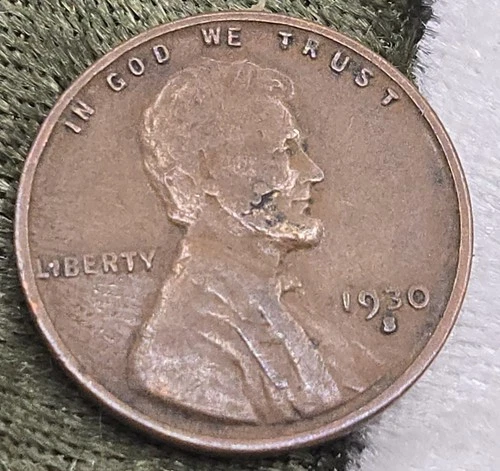 IN GOD WE TRUST
LIBERTY
1930
S